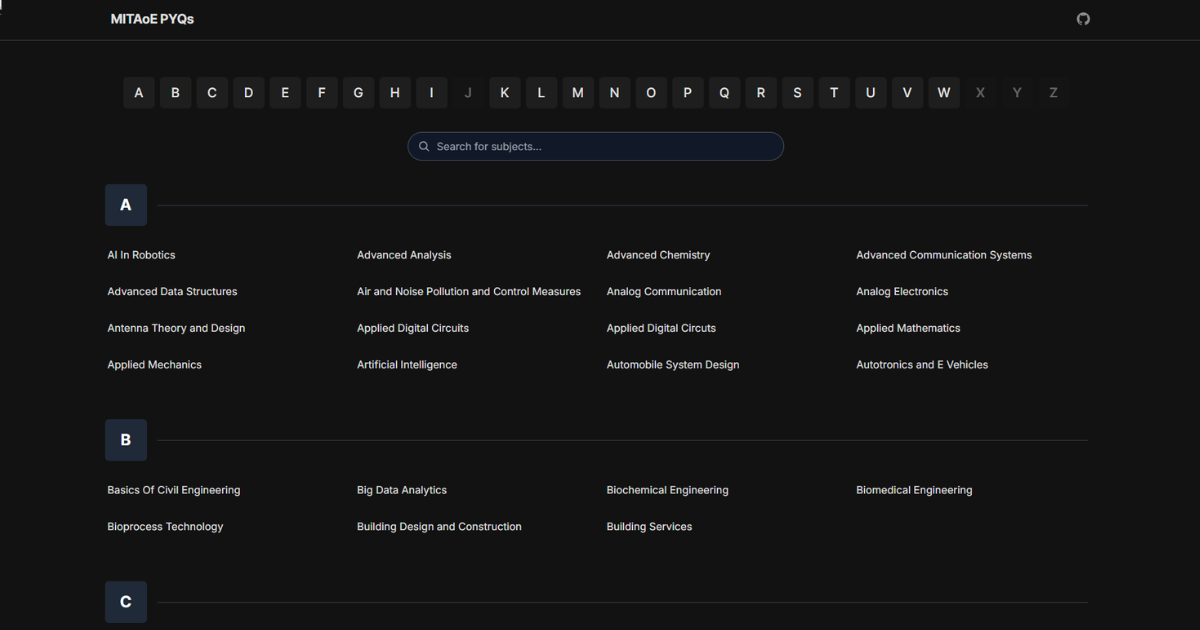 MITAoE PYQs
A B C D E F G H I J K L M N O P Q R S T U V W X Y Z
Search for subjects...
A
AI In Robotics Advanced Analysis Advanced Chemistry Advanced Communication Systems
Advanced Data Structures Air and Noise Pollution and Control Measures Analog Communication Analog Electronics
Antenna Theory and Design Applied Digital Circuits Applied Digital Circuts Applied Mathematics
Applied Mechanics Artificial Intelligence Automobile System Design Autotronics and E Vehicles
B
Basics Of Civil Engineering Big Data Analytics Biochemical Engineering Biomedical Engineering
Bioprocess Technology Building Design and Construction Building Services
C